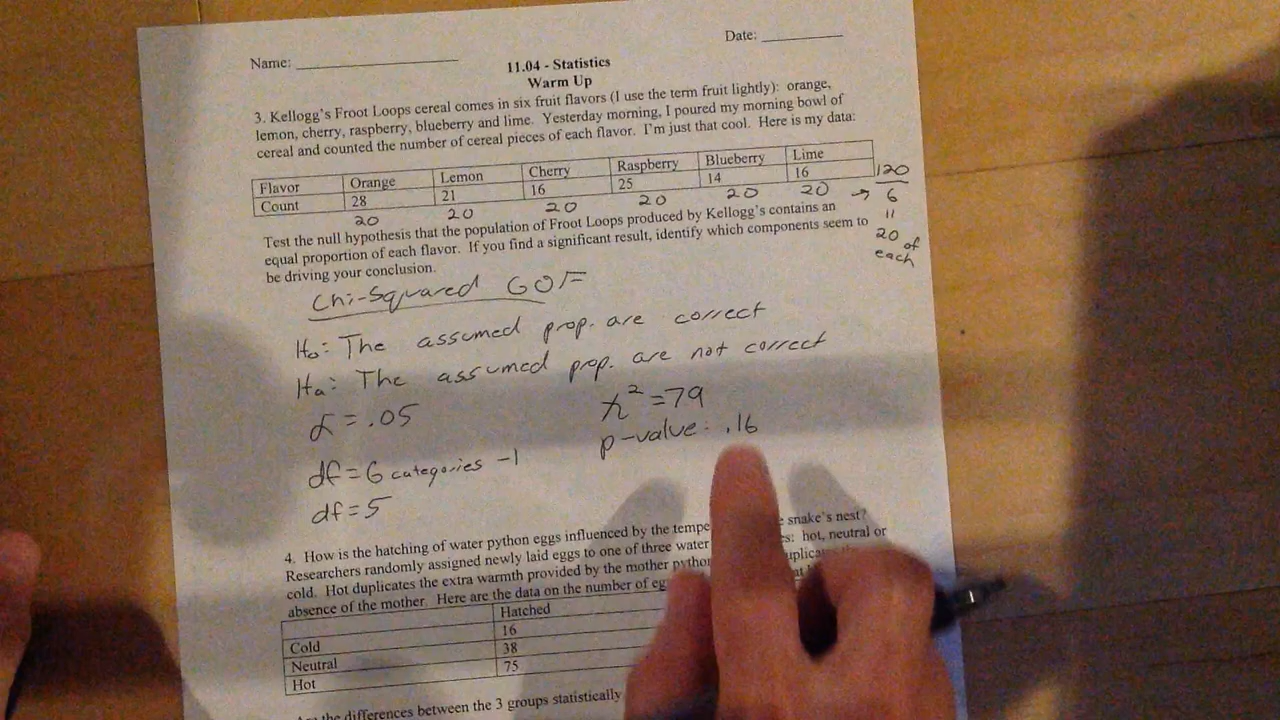 Name: ____________ Date: ________
11.04 - Statistics
Warm Up
3. Kellogg's Froot Loops cereal comes in six fruit flavors (I use the term fruit lightly): orange,
lemon, cherry, raspberry, blueberry and lime. Yesterday morning, I poured my morning bowl of
cereal and counted the number of cereal pieces of each flavor. I'm just that cool. Here is my data:
Flavor Orange Lemon Cherry Raspberry Blueberry Lime
Count 28 21 16 25 14 16
20 20 20 20 20 20 → 120
6
=
20 of
each
Test the null hypothesis that the population of Froot Loops produced by Kellogg's contains an
equal proportion of each flavor. If you find a significant result, identify which components seem to
be driving your conclusion.
Chi-Squared GOF
Ho: The assumed prop. are correct
Ha: The assumed prop. are not correct
α = .05 χ² = 79
p-value: .16
df = 6 categories -1
df = 5
4. How is the hatching of water python eggs influenced by the tempe snake's nest?
Researchers randomly assigned newly laid eggs to one of three water hot, neutral or
cold. Hot duplicates the extra warmth provided by the mother
absence of the mother. Here are the data on the number of
Hatched
Cold 16
Neutral 38
Hot 75
the differences between the 3 groups statistically